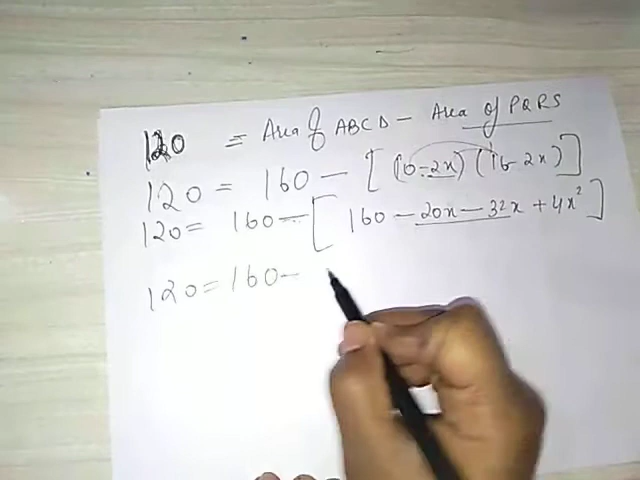 120 = Area of ABCD - Area of PQRS
120 = 160 - [(10-2x)(16-2x)]
120= 160-[160-20x-32x+4x²]
120=160-